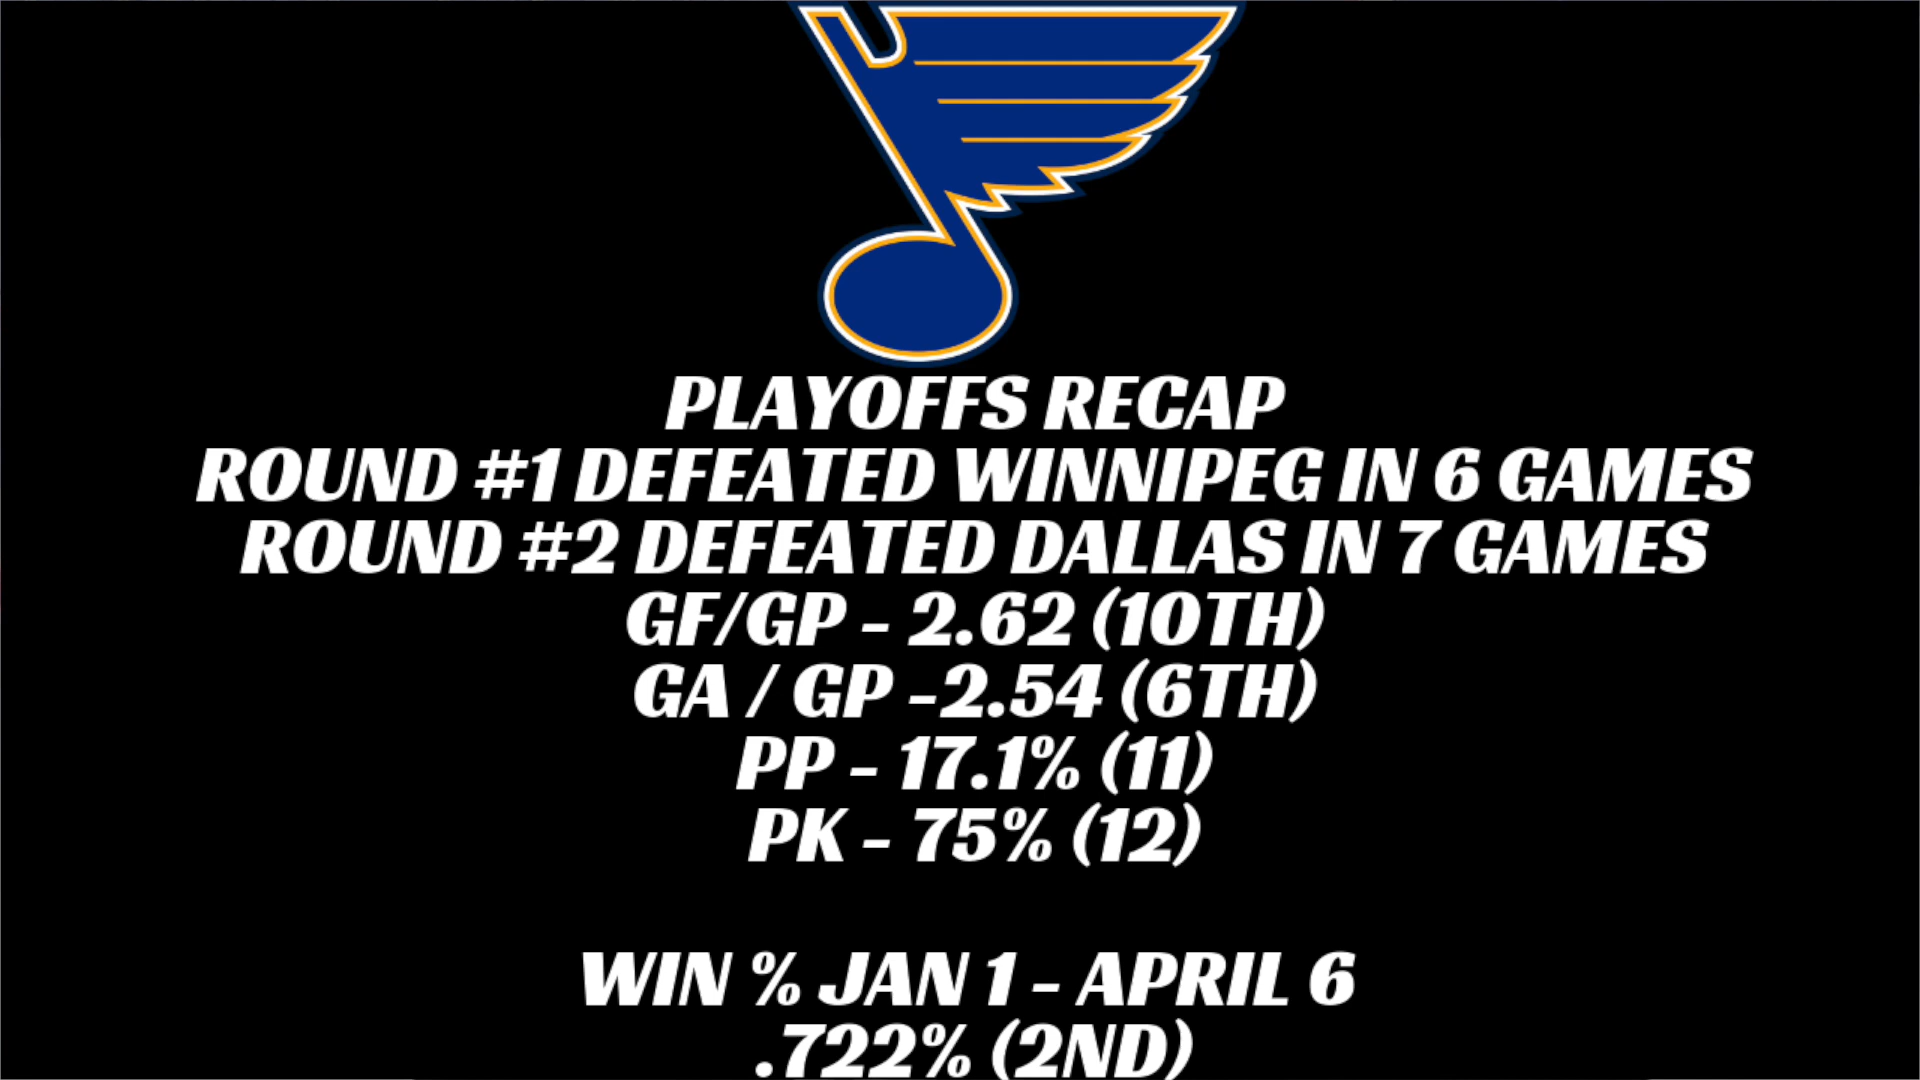 PLAYOFFS RECAP
ROUND #1 DEFEATED WINNIPEG IN 6 GAMES
ROUND #2 DEFEATED DALLAS IN 7 GAMES
GF/GP - 2.62 (10TH)
GA / GP -2.54 (6TH)
PP - 17.1% (11)
PK - 75% (12)
WIN % JAN 1 - APRIL 6
.722% (2ND)